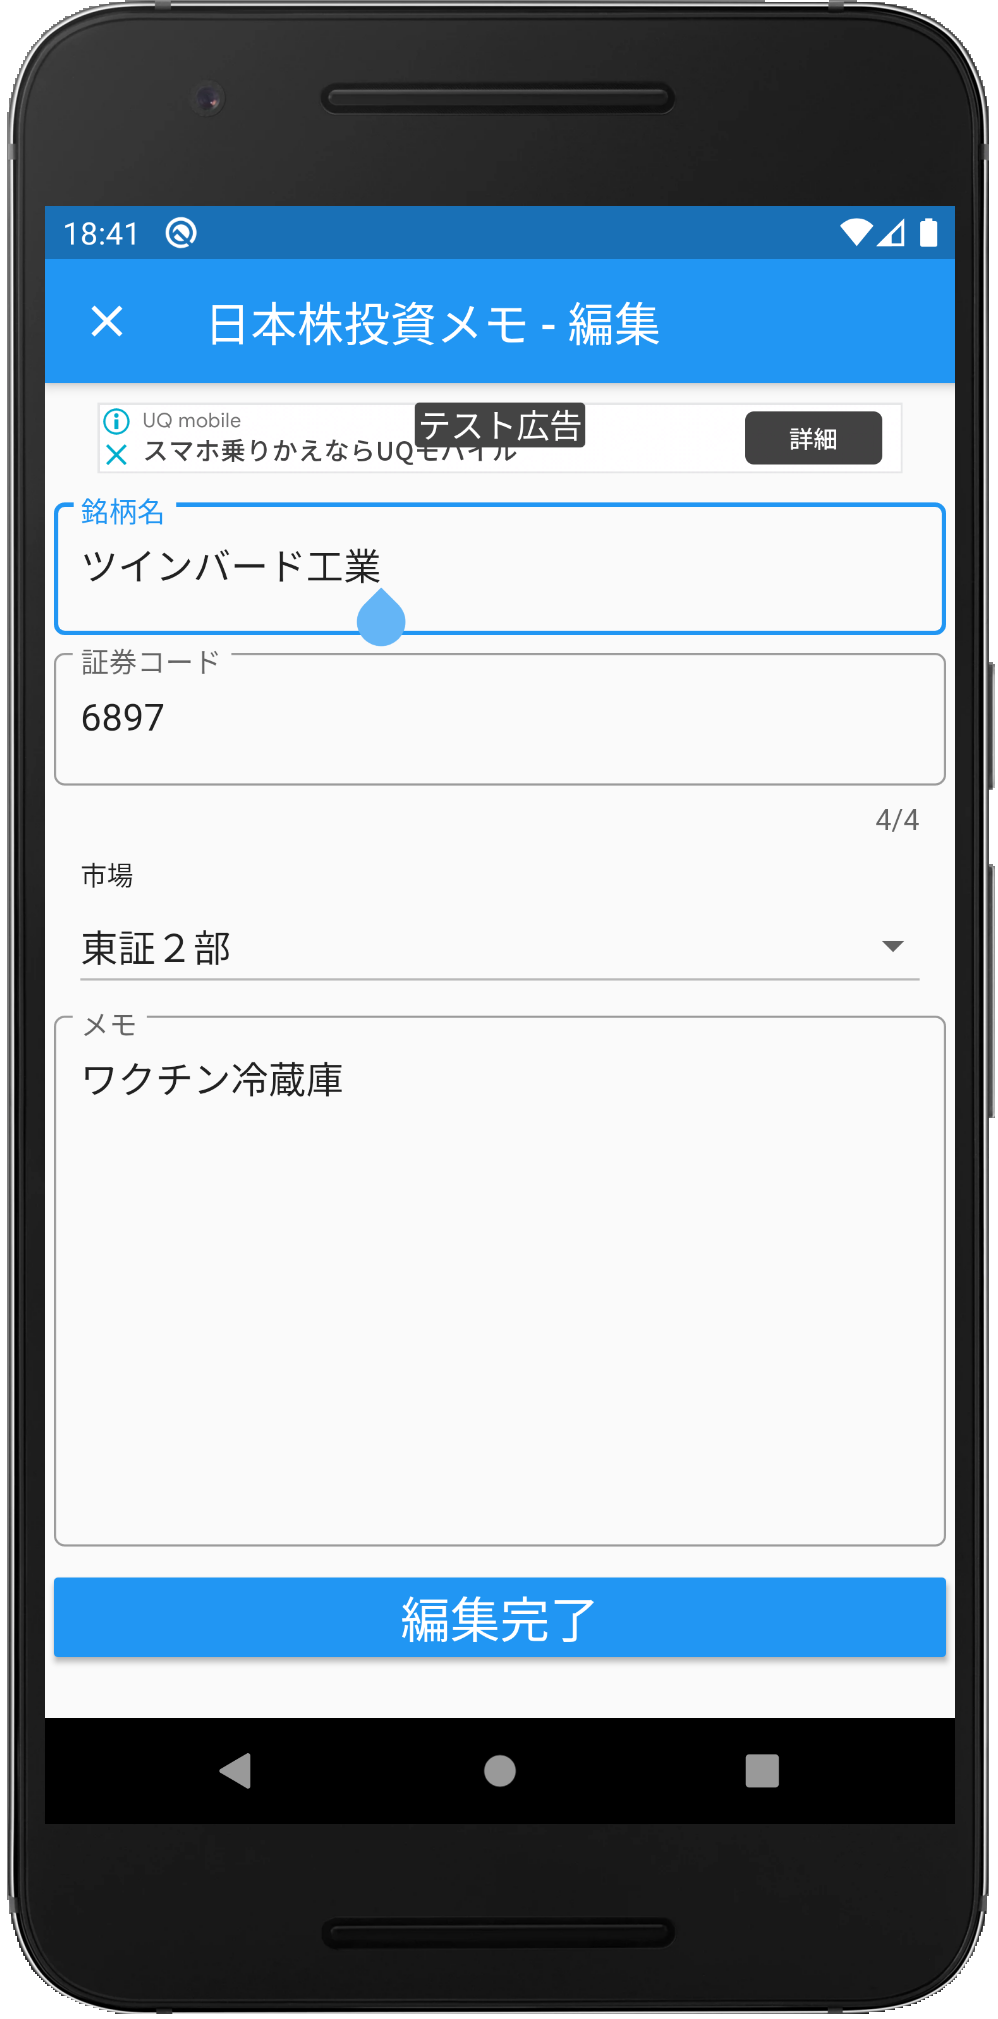 18:41
日本株投資メモ - 編集
UQ mobile
テスト広告
スマホ乗りかえならUQモバイル
詳細
銘柄名
ツインバード工業
証券コード
6897
4/4
市場
東証２部
メモ
ワクチン冷蔵庫
編集完了